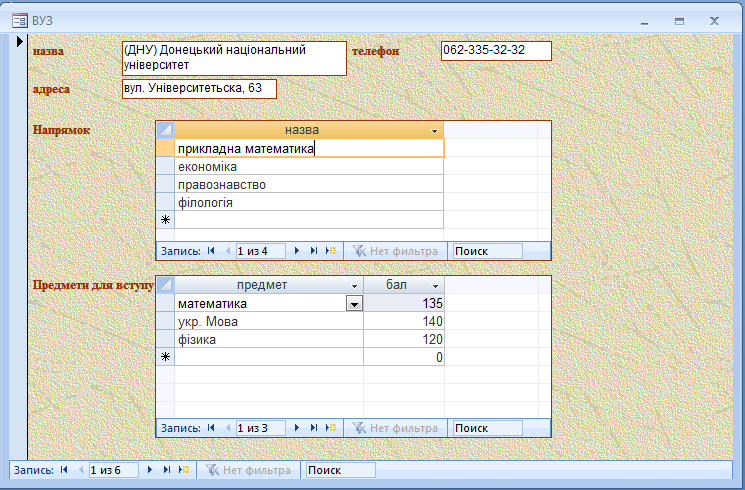 ВУЗ
назва (ДНУ) Донецький національний університет телефон 062-335-32-32
адреса вул. Університетьска, 63
Напрямок
назва
прикладна математика
економіка
правознавство
філологія
Запись: 1 из 4 Нет фильтра Поиск
Предмети для вступу
предмет бал
математика 135
укр. Мова 140
фізика 120
0
Запись: 1 из 3 Нет фильтра Поиск
Запись: 1 из 6 Нет фильтра Поиск